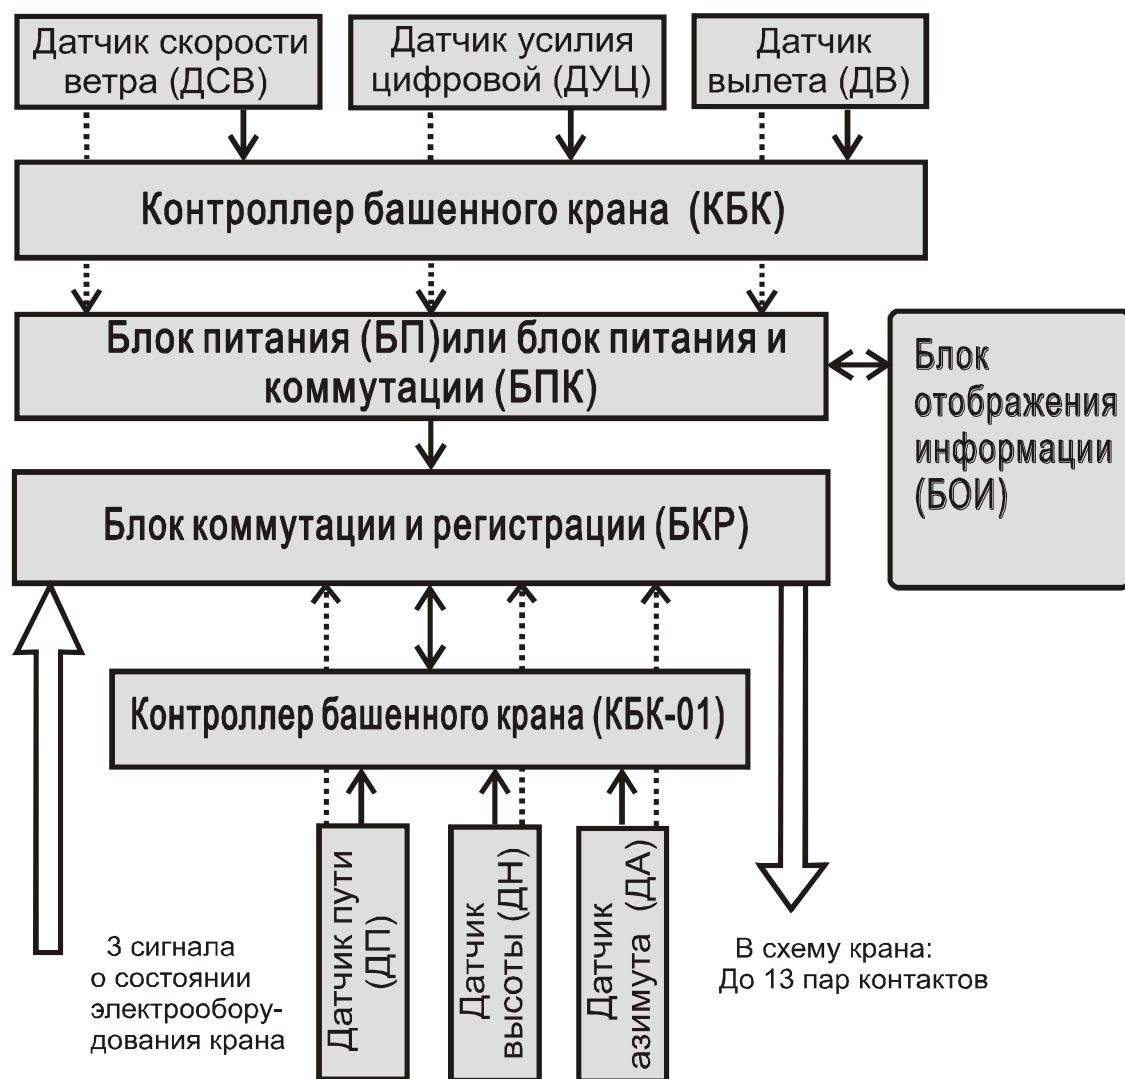 Датчик скорости
ветра (ДСВ)
Датчик усилия
цифровой (ДУЦ)
Датчик
вылета (ДВ)
Контроллер башенного крана (КБК)
Блок питания (БП)или блок питания и
коммутации (БПК)
Блок
отображения
информации
(БОИ)
Блок коммутации и регистрации (БКР)
Контроллер башенного крана (КБК-01)
Датчик пути
(ДП)
Датчик
высоты (ДН)
Датчик
азимута (ДА)
3 сигнала
о состоянии
электрообору-
дования крана
В схему крана:
До 13 пар контактов